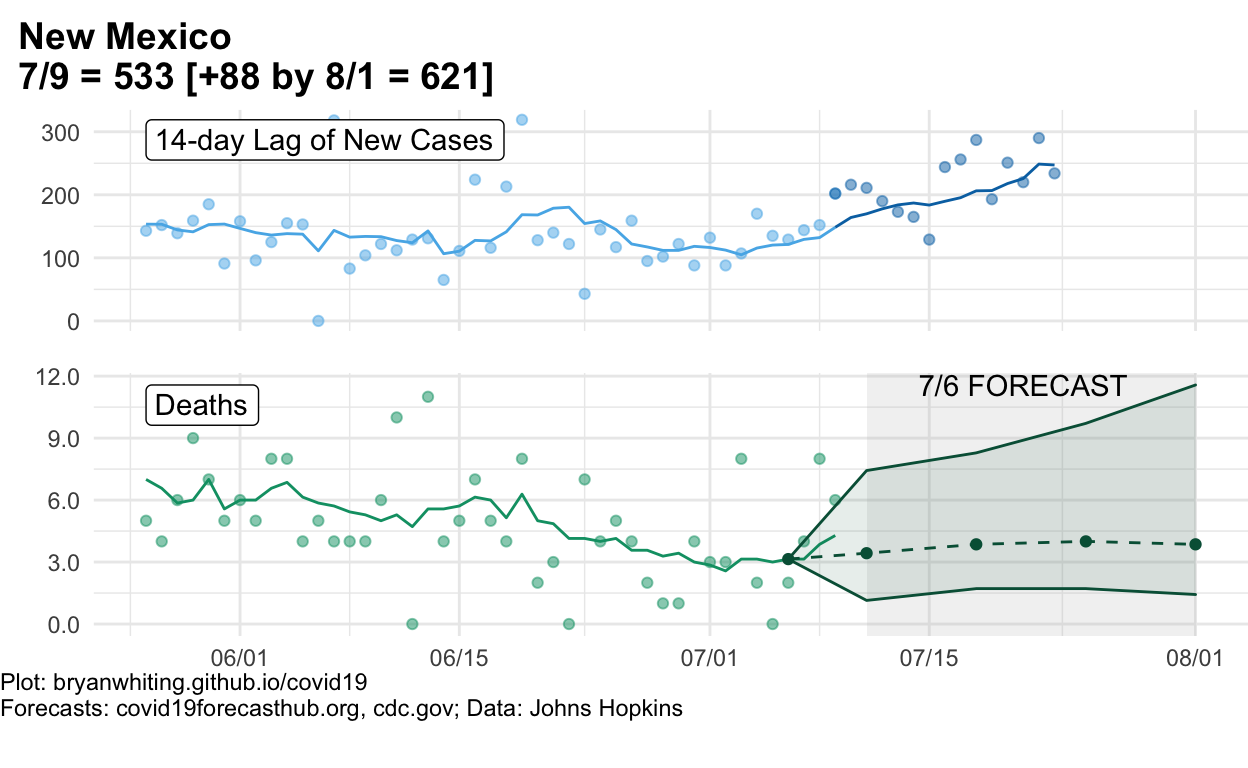 New Mexico
7/9 = 533 [+88 by 8/1 = 621]
300
14-day Lag of New Cases
200
100
0
12.0
7/6 FORECAST
Deaths
9.0
6.0
3.0
0.0
06/01 06/15 07/01 07/15 08/01
Plot: bryanwhiting.github.io/covid19
Forecasts: covid19forecasthub.org, cdc.gov; Data: Johns Hopkins